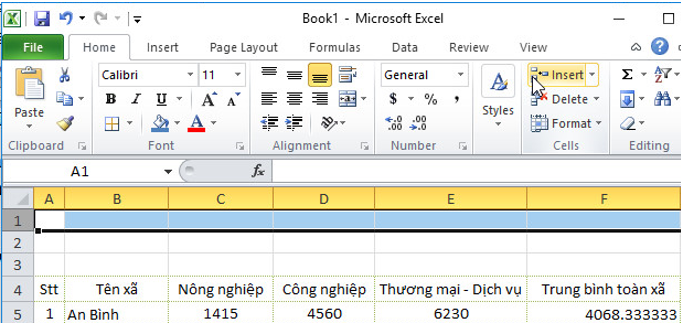 Book1 - Microsoft Excel
File Home Insert Page Layout Formulas Data Review View
Calibri 11 General Insert
B I U A A $ % , Delete
Paste Styles Format
Clipboard Font Alignment Number Cells Editing
A1 fx
A B C D E F
1
2
3
4 Stt Tên xã Nông nghiệp Công nghiệp Thương mại - Dịch vụ Trung bình toàn xã
5 1 An Bình 1415 4560 6230 4068.333333